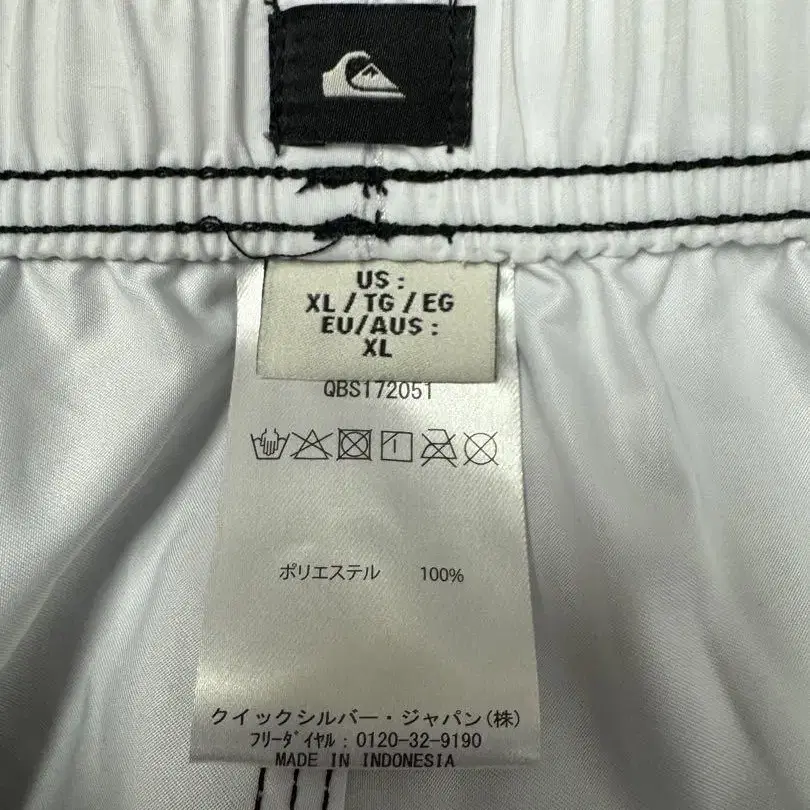 US :
XL / TG / EG
EU/AUS :
XL
QBS172051
ポリエステル 100%
クイックシルバー・ジャパン(株)
フリーダイヤル : 0120-32-9190
MADE IN INDONESIA